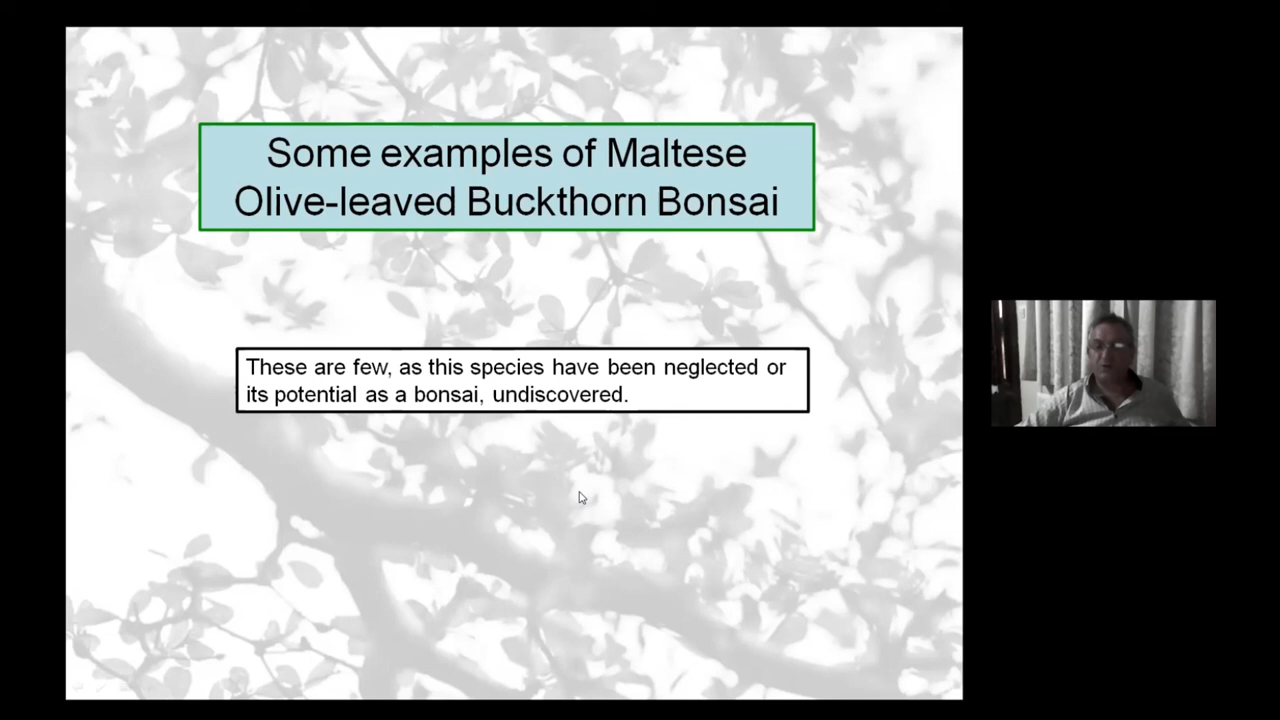 Some examples of Maltese
Olive-leaved Buckthorn Bonsai
These are few, as this species have been neglected or
its potential as a bonsai, undiscovered.